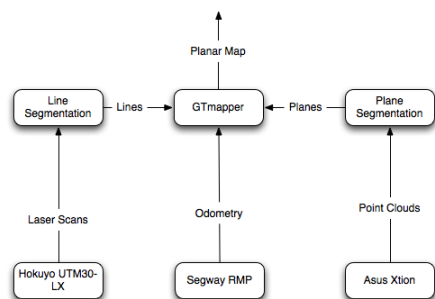 Planar Map
Line
Segmentation
Lines
GTmapper
Planes
Plane
Segmentation
Laser Scans
Odometry
Point Clouds
Hokuyo UTM30-
LX
Segway RMP
Asus Xtion